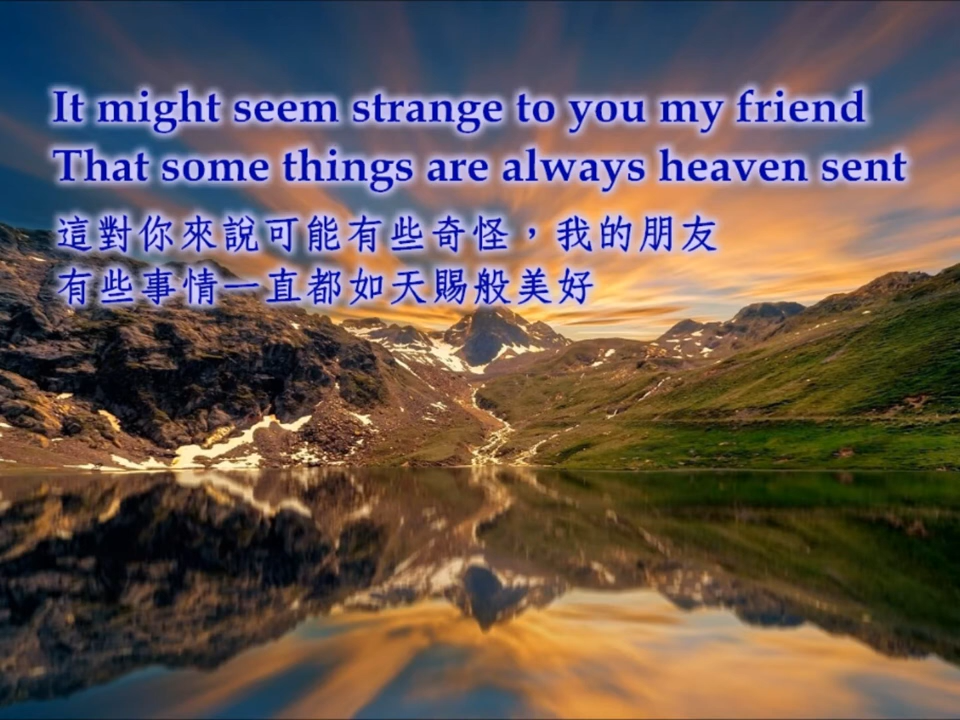 It might seem strange to you my friend
That some things are always heaven sent
這對你來說可能有些奇怪，我的朋友
有些事情一直都如天賜般美好